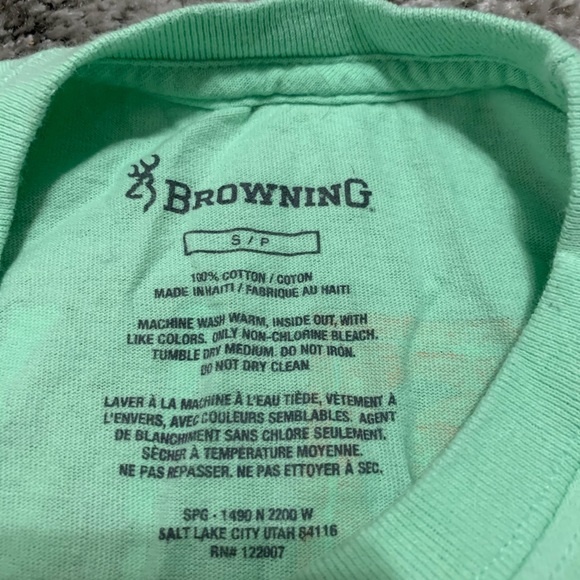 BROWNING
S / P
100% COTTON / COTON
MADE IN HAITI / FABRIQUE AU HAITI
MACHINE WASH WARM, INSIDE OUT, WITH
LIKE COLORS. ONLY NON-CHLORINE BLEACH.
TUMBLE DRY MEDIUM. DO NOT IRON.
DO NOT DRY CLEAN.
LAVER À LA MACHINE À L'EAU TIÈDE, VÊTEMENT À
L'ENVERS, AVEC COULEURS SEMBLABLES. AGENT
DE BLANCHIMENT SANS CHLORE SEULEMENT.
SÈCHER À TEMPÉRATURE MOYENNE.
NE PAS REPASSER. NE PAS ETTOYER À SEC.
SPG - 1490 N 2200 W
SALT LAKE CITY UTAH 84116
RN# 122007